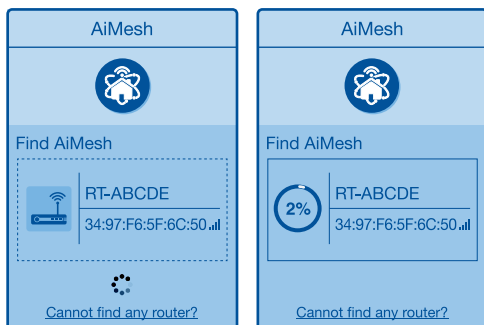 AiMesh
Find AiMesh
RT-ABCDE
34:97:F6:5F:6C:50
Cannot find any router?
AiMesh
Find AiMesh
2%
RT-ABCDE
34:97:F6:5F:6C:50
Cannot find any router?